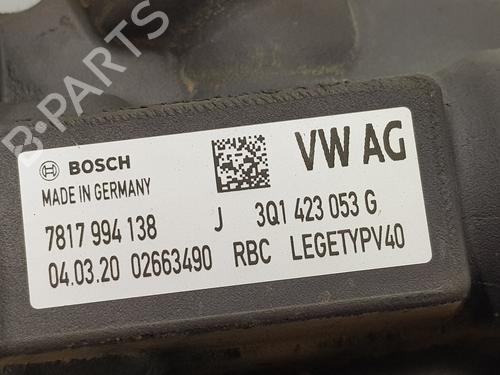 BOSCH VW AG
MADE IN GERMANY
7817 994 138 J 3Q1 423 053 G
04.03.20 02663490 RBC LEGETYPV40
B-PARTS